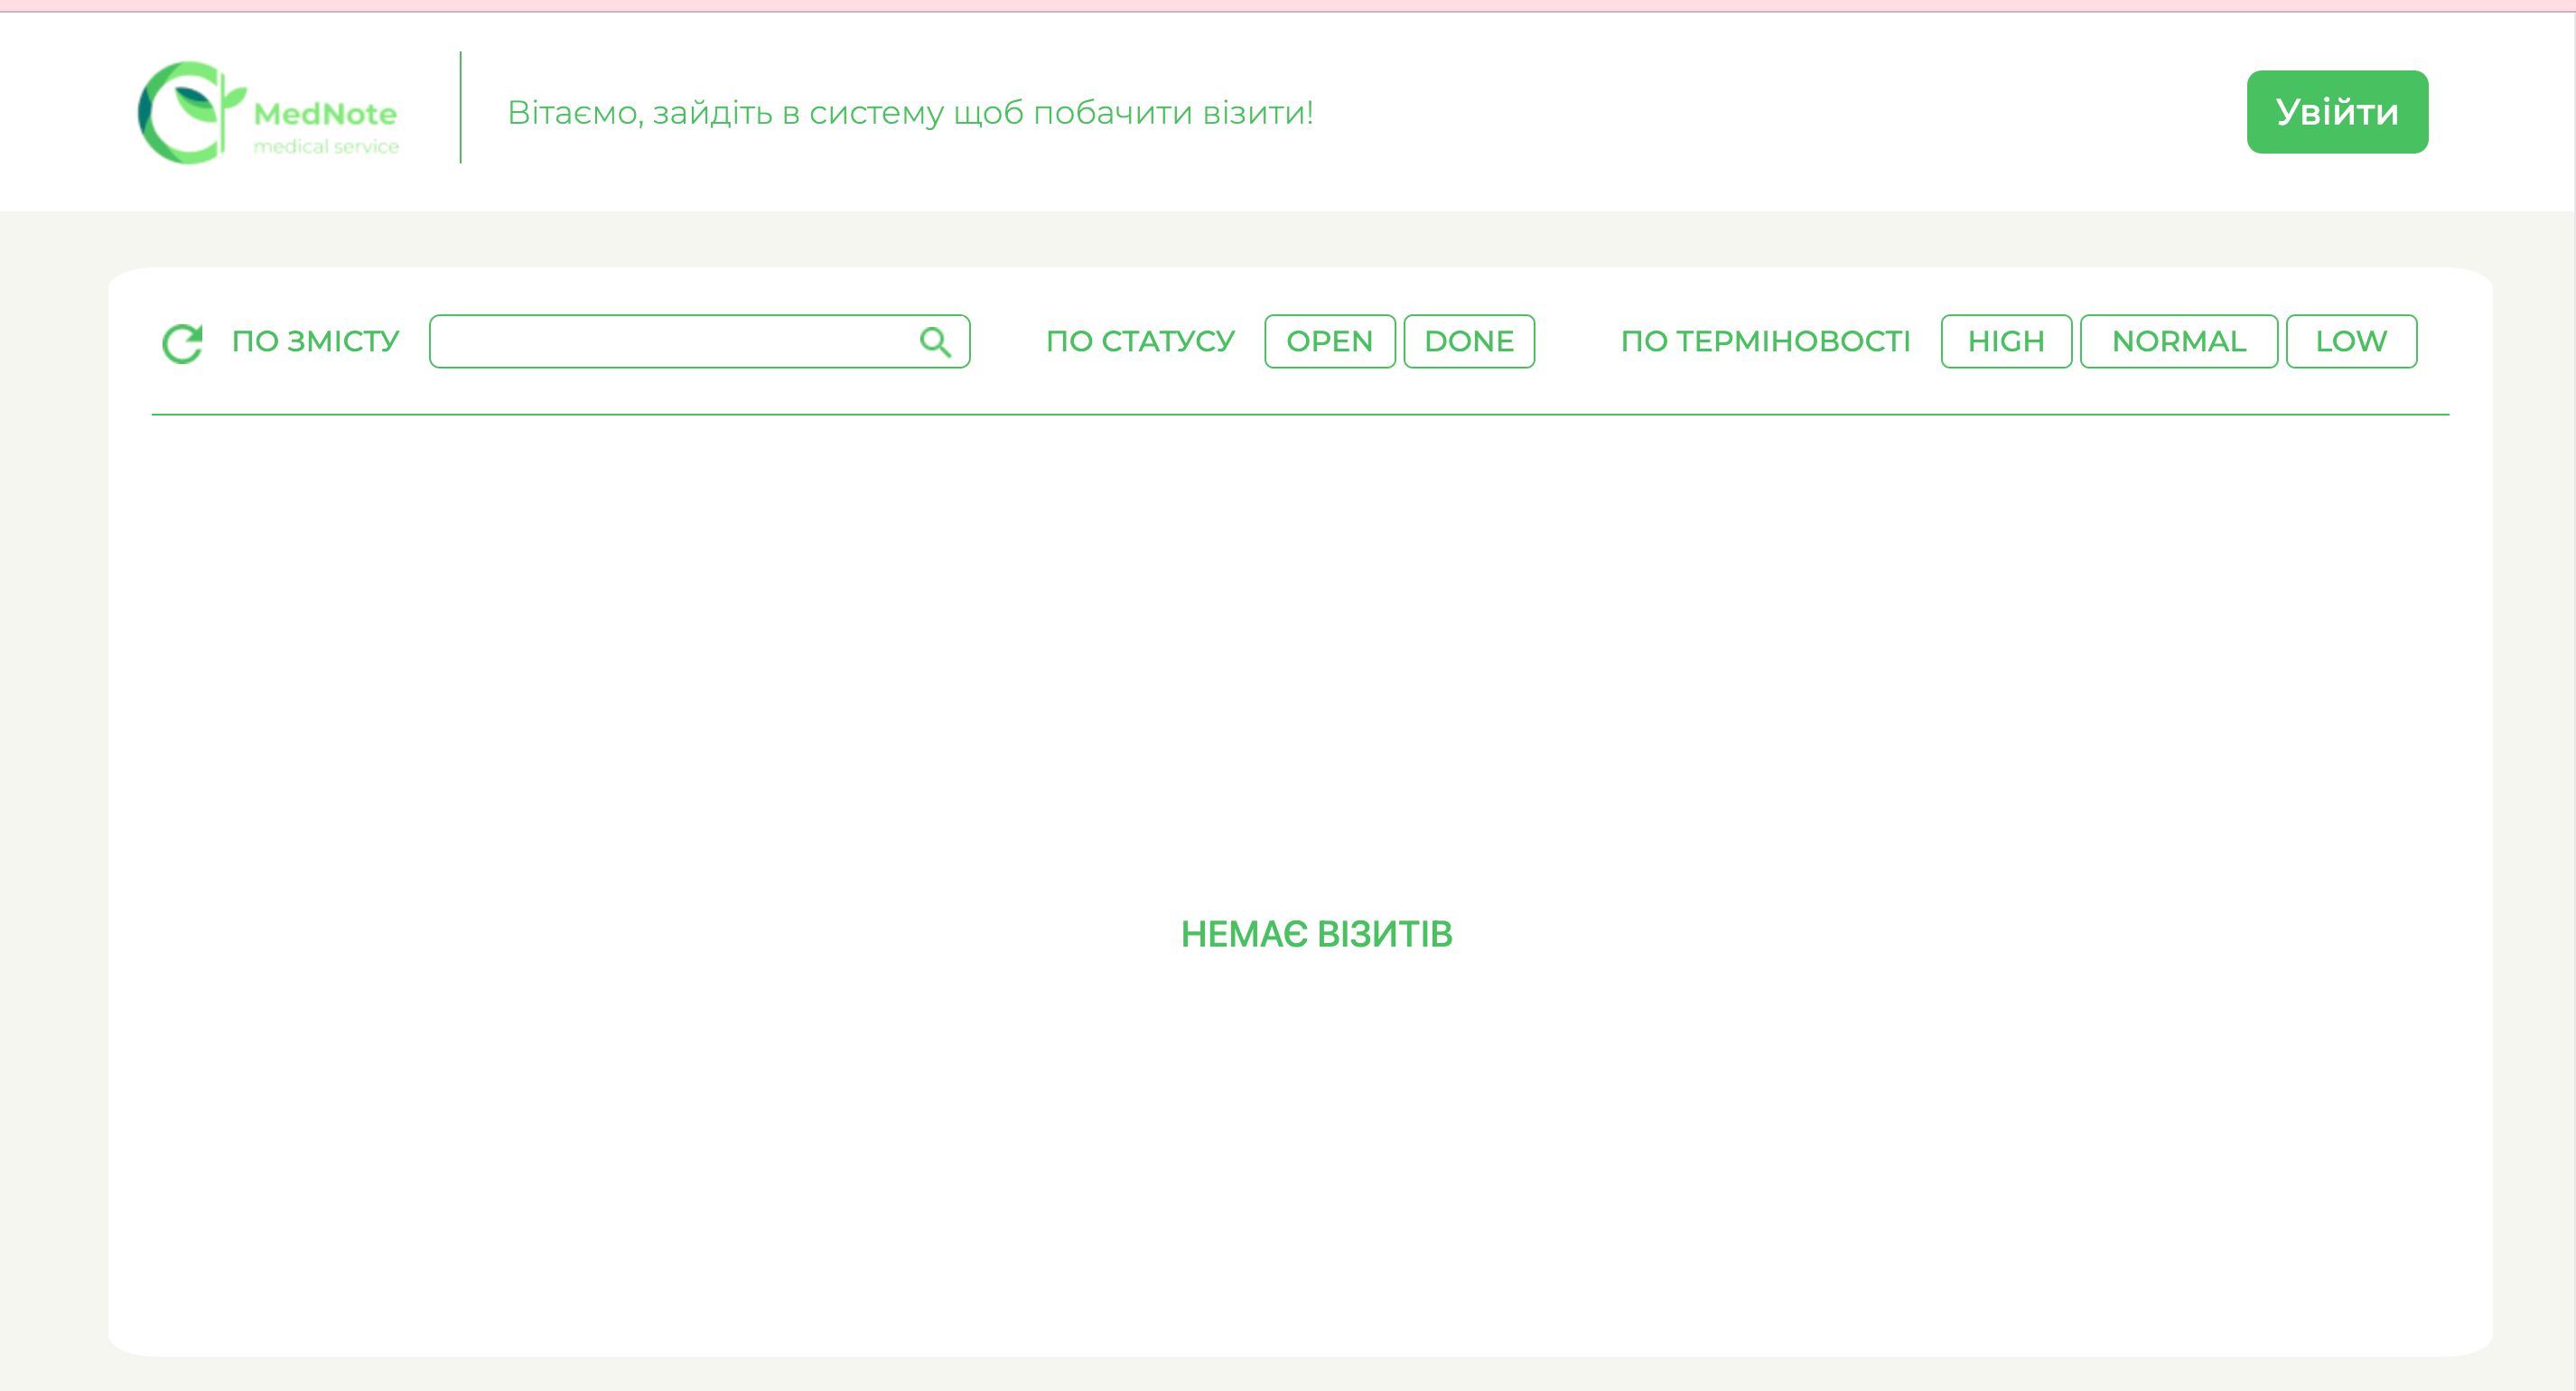 MedNote
medical service
Вітаємо, зайдіть в систему щоб побачити візити!
Увійти
ПО ЗМІСТУ
ПО СТАТУСУ
OPEN
DONE
ПО ТЕРМІНОВОСТІ
HIGH
NORMAL
LOW
НЕМАЄ ВІЗИТІВ